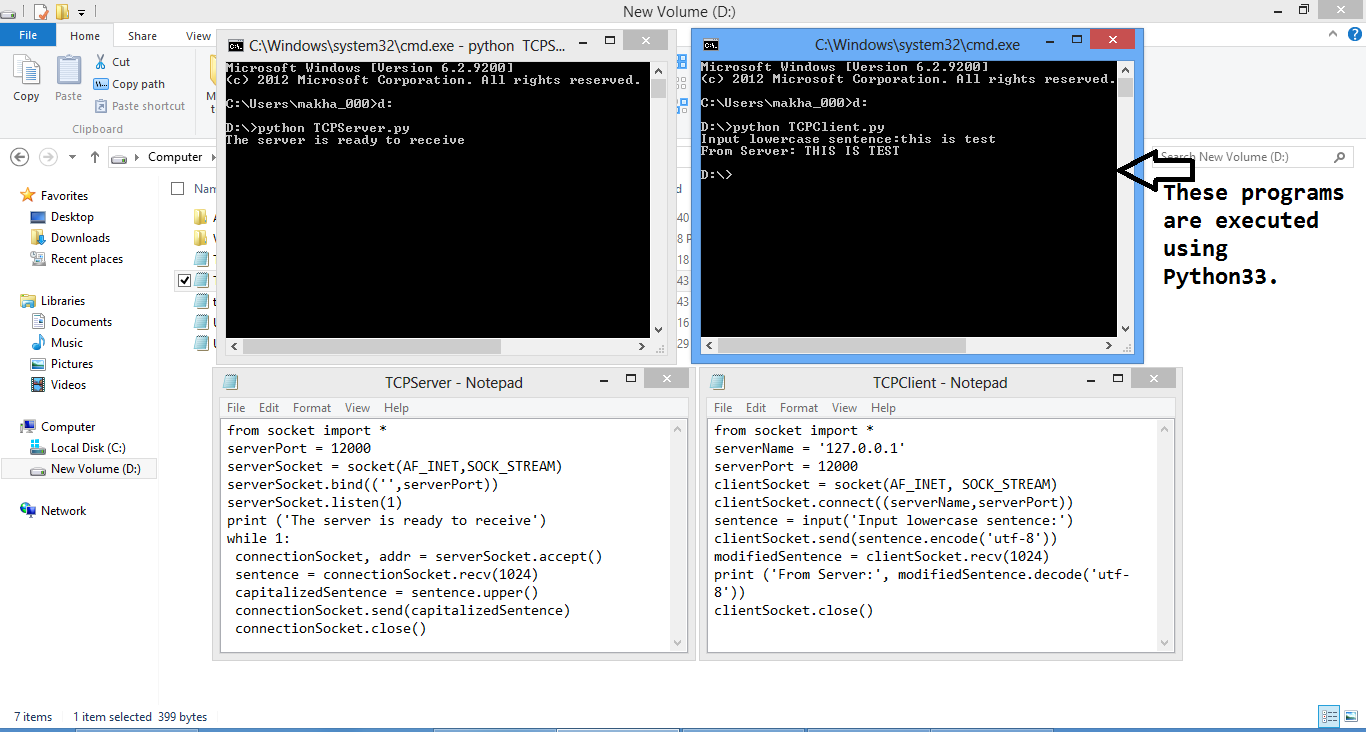 New Volume (D:)
File Home Share View
Copy
Paste
Cut
Copy path
Paste shortcut
M
t
Clipboard
Computer
Search New Volume (D:)
Favorites
Desktop
Downloads
Recent places
Libraries
Documents
Music
Pictures
Videos
Computer
Local Disk (C:)
New Volume (D:)
Network
C:\Windows\system32\cmd.exe - python TCPS...
Microsoft Windows [Version 6.2.9200]
(c) 2012 Microsoft Corporation. All rights reserved.
C:\Users\makha_000>d:
D:\>python TCPServer.py
The server is ready to receive
C:\Windows\system32\cmd.exe
Microsoft Windows [Version 6.2.9200]
(c) 2012 Microsoft Corporation. All rights reserved.
C:\Users\makha_000>d:
D:\>python TCPClient.py
Input lowercase sentence:this is test
From Server: THIS IS TEST
D:\>
These programs
are executed
using
Python33.
TCPServer - Notepad
File Edit Format View Help
from socket import *
serverPort = 12000
serverSocket = socket(AF_INET,SOCK_STREAM)
serverSocket.bind(('',serverPort))
serverSocket.listen(1)
print ('The server is ready to receive')
while 1:
 connectionSocket, addr = serverSocket.accept()
 sentence = connectionSocket.recv(1024)
 capitalizedSentence = sentence.upper()
 connectionSocket.send(capitalizedSentence)
 connectionSocket.close()
TCPClient - Notepad
File Edit Format View Help
from socket import *
serverName = '127.0.0.1'
serverPort = 12000
clientSocket = socket(AF_INET, SOCK_STREAM)
clientSocket.connect((serverName,serverPort))
sentence = input('Input lowercase sentence:')
clientSocket.send(sentence.encode('utf-8'))
modifiedSentence = clientSocket.recv(1024)
print ('From Server:', modifiedSentence.decode('utf-
8'))
clientSocket.close()
7 items 1 item selected 399 bytes